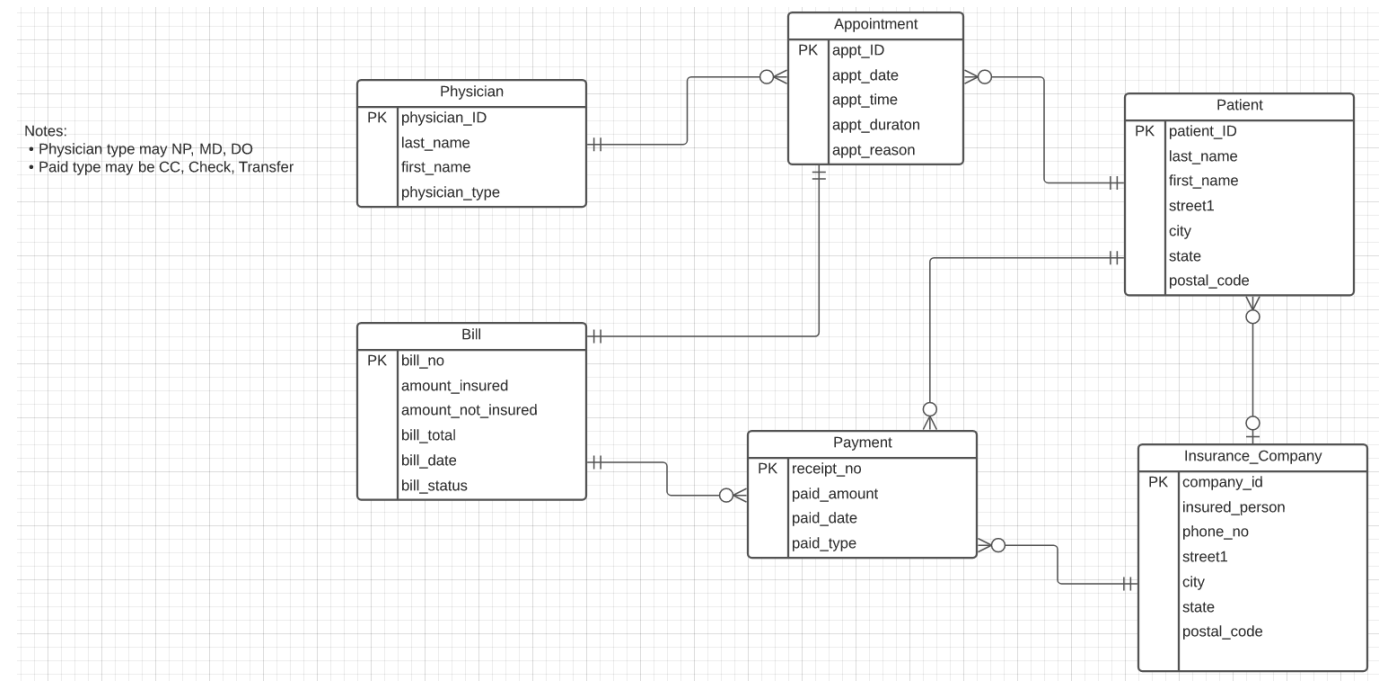 Notes:
• Physician type may NP, MD, DO
• Paid type may be CC, Check, Transfer
Physician
PK physician_ID
last_name
first_name
physician_type
Appointment
PK appt_ID
appt_date
appt_time
appt_duraton
appt_reason
Patient
PK patient_ID
last_name
first_name
street1
city
state
postal_code
Bill
PK bill_no
amount_insured
amount_not_insured
bill_total
bill_date
bill_status
Payment
PK receipt_no
paid_amount
paid_date
paid_type
Insurance_Company
PK company_id
insured_person
phone_no
street1
city
state
postal_code